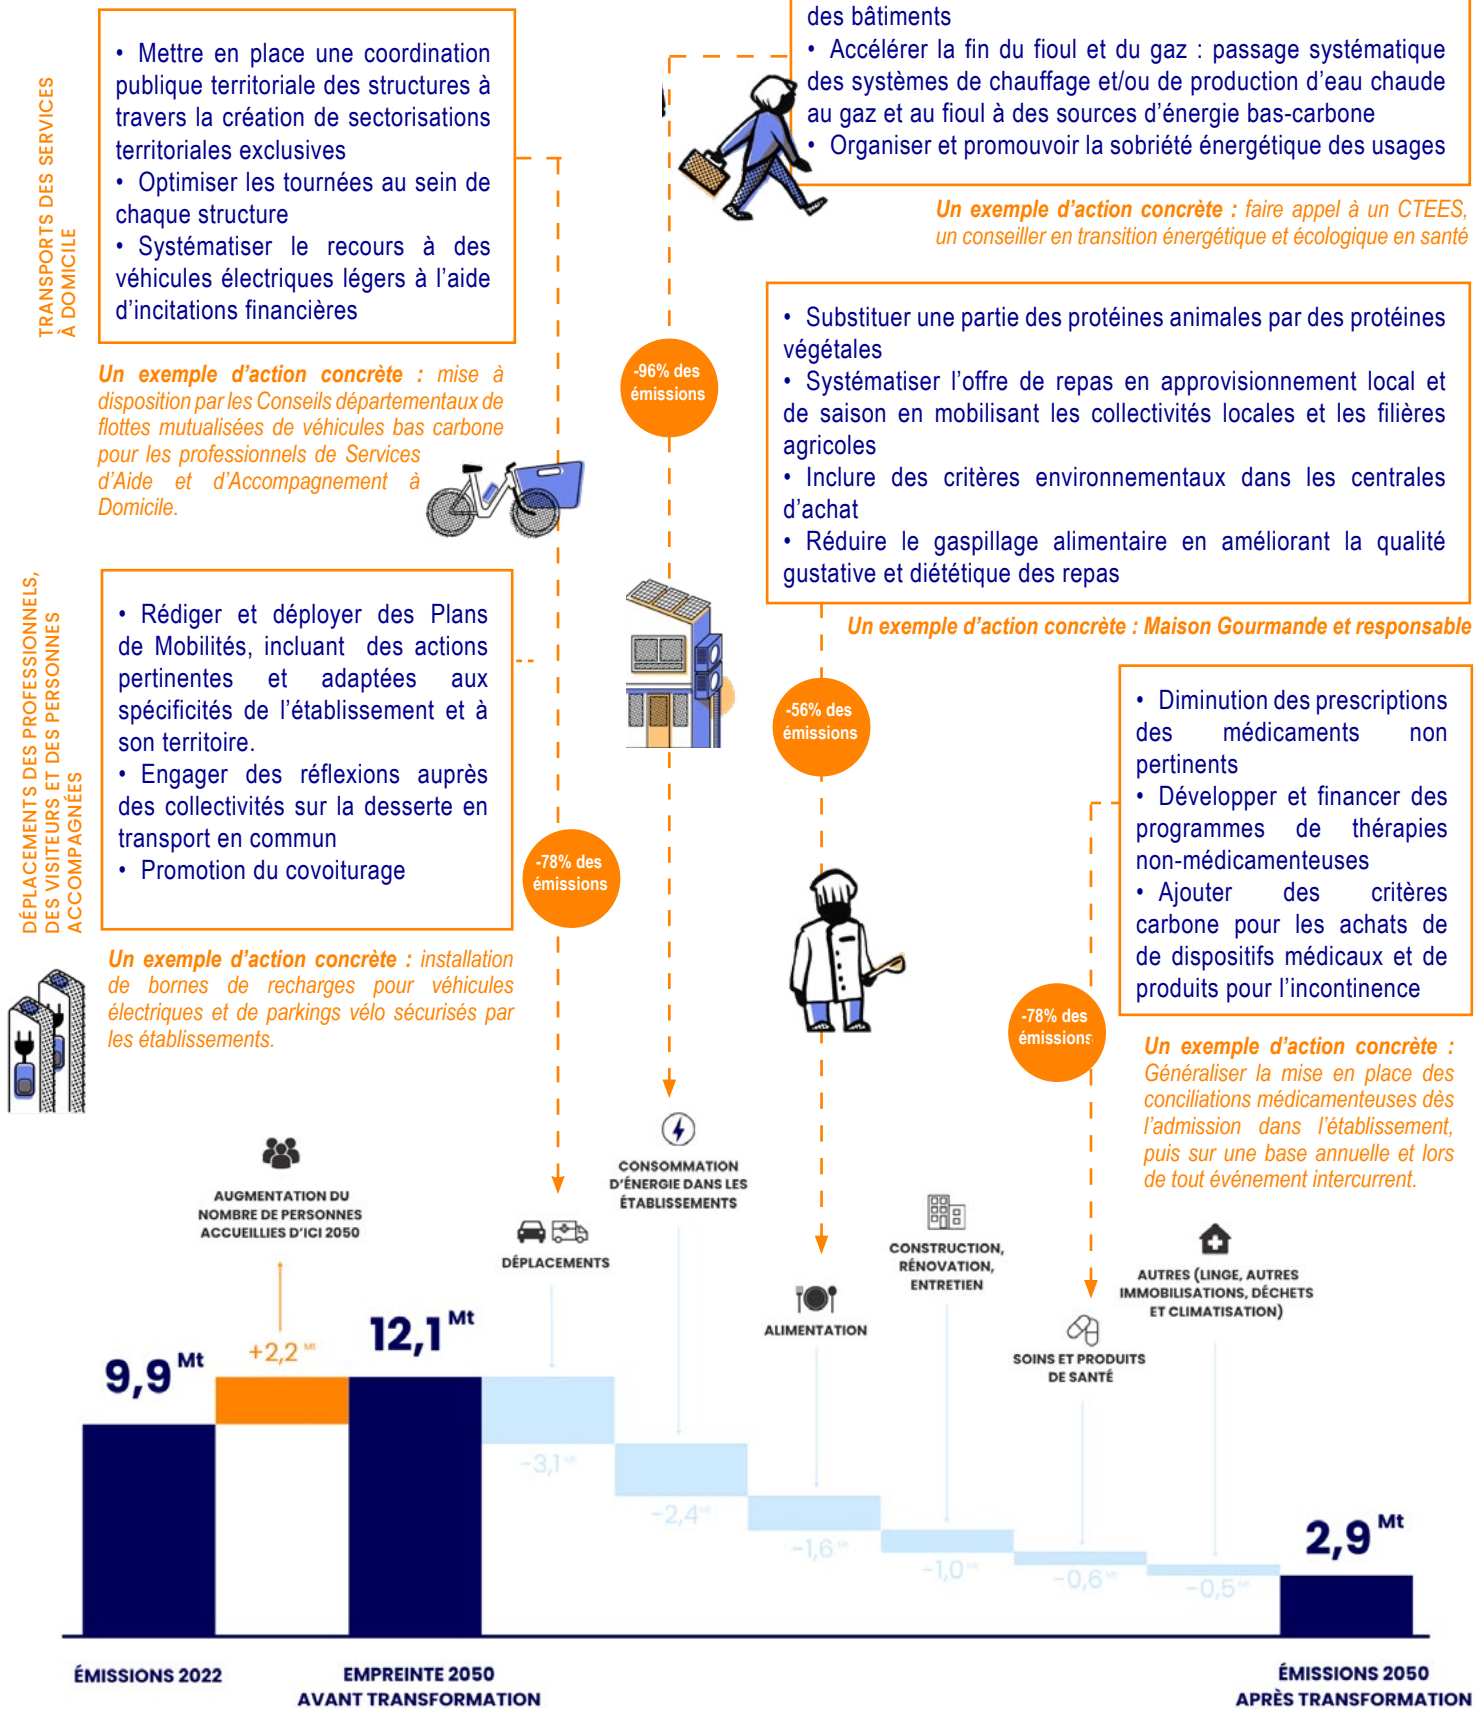 TRANSPORTS DES SERVICES
À DOMICILE
• Mettre en place une coordination
publique territoriale des structures à
travers la création de sectorisations
territoriales exclusives
• Optimiser les tournées au sein de
chaque structure
• Systématiser le recours à des
véhicules électriques légers à l’aide
d’incitations financières
Un exemple d’action concrète : mise à
disposition par les Conseils départementaux de
flottes mutualisées de véhicules bas carbone
pour les professionnels de Services
d’Aide et d’Accompagnement à
Domicile.
des bâtiments
• Accélérer la fin du fioul et du gaz : passage systématique
des systèmes de chauffage et/ou de production d’eau chaude
au gaz et au fioul à des sources d’énergie bas-carbone
• Organiser et promouvoir la sobriété énergétique des usages
Un exemple d’action concrète : faire appel à un CTEES,
un conseiller en transition énergétique et écologique en santé
-96% des
émissions
• Substituer une partie des protéines animales par des protéines
végétales
• Systématiser l’offre de repas en approvisionnement local et
de saison en mobilisant les collectivités locales et les filières
agricoles
• Inclure des critères environnementaux dans les centrales
d’achat
• Réduire le gaspillage alimentaire en améliorant la qualité
gustative et diététique des repas
Un exemple d’action concrète : Maison Gourmande et responsable
DÉPLACEMENTS DES PROFESSIONNELS,
DES VISITEURS ET DES PERSONNES
ACCOMPAGNÉES
• Rédiger et déployer des Plans
de Mobilités, incluant des actions
pertinentes et adaptées aux
spécificités de l’établissement et à
son territoire.
• Engager des réflexions auprès
des collectivités sur la desserte en
transport en commun
• Promotion du covoiturage
Un exemple d’action concrète : installation
de bornes de recharges pour véhicules
électriques et de parkings vélo sécurisés par
les établissements.
-78% des
émissions
-56% des
émissions
• Diminution des prescriptions
des médicaments non
pertinents
• Développer et financer des
programmes de thérapies
non-médicamenteuses
• Ajouter des critères
carbone pour les achats de
de dispositifs médicaux et de
produits pour l’incontinence
-78% des
émissions
Un exemple d’action concrète :
Généraliser la mise en place des
conciliations médicamenteuses dès
l’admission dans l’établissement,
puis sur une base annuelle et lors
de tout événement intercurrent.
AUGMENTATION DU
NOMBRE DE PERSONNES
ACCUEILLIES D’ICI 2050
DÉPLACEMENTS
CONSOMMATION
D’ÉNERGIE DANS LES
ÉTABLISSEMENTS
ALIMENTATION
CONSTRUCTION,
RÉNOVATION,
ENTRETIEN
SOINS ET PRODUITS
DE SANTÉ
AUTRES (LINGE, AUTRES
IMMOBILISATIONS, DÉCHETS
ET CLIMATISATION)
9,9 Mt
+2,2 Mt
12,1 Mt
-3,1 Mt
-2,4 Mt
-1,6 Mt
-1,0 Mt
-0,6 Mt
-0,5 Mt
2,9 Mt
ÉMISSIONS 2022
EMPREINTE 2050
AVANT TRANSFORMATION
ÉMISSIONS 2050
APRÈS TRANSFORMATION